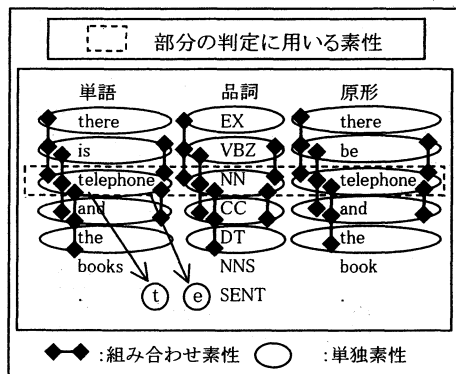 部分の判定に用いる素性
単語 品詞 原形
there EX there
is VBZ be
telephone NN telephone
and CC and
the DT the
books NNS book
. t e SENT .
:組み合わせ素性 :単独素性